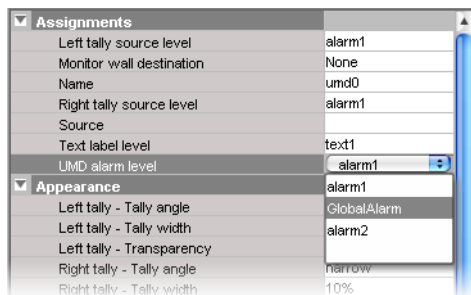 Assignments
Left tally source level alarm1
Monitor wall destination None
Name umd0
Right tally source level alarm1
Source
Text label level text1
UMD alarm level alarm1
Appearance alarm1
Left tally - Tally angle GlobalAlarm
Left tally - Tally width alarm2
Left tally - Transparency
Right tally - Tally angle narrow
Right tally - Tally width 10%